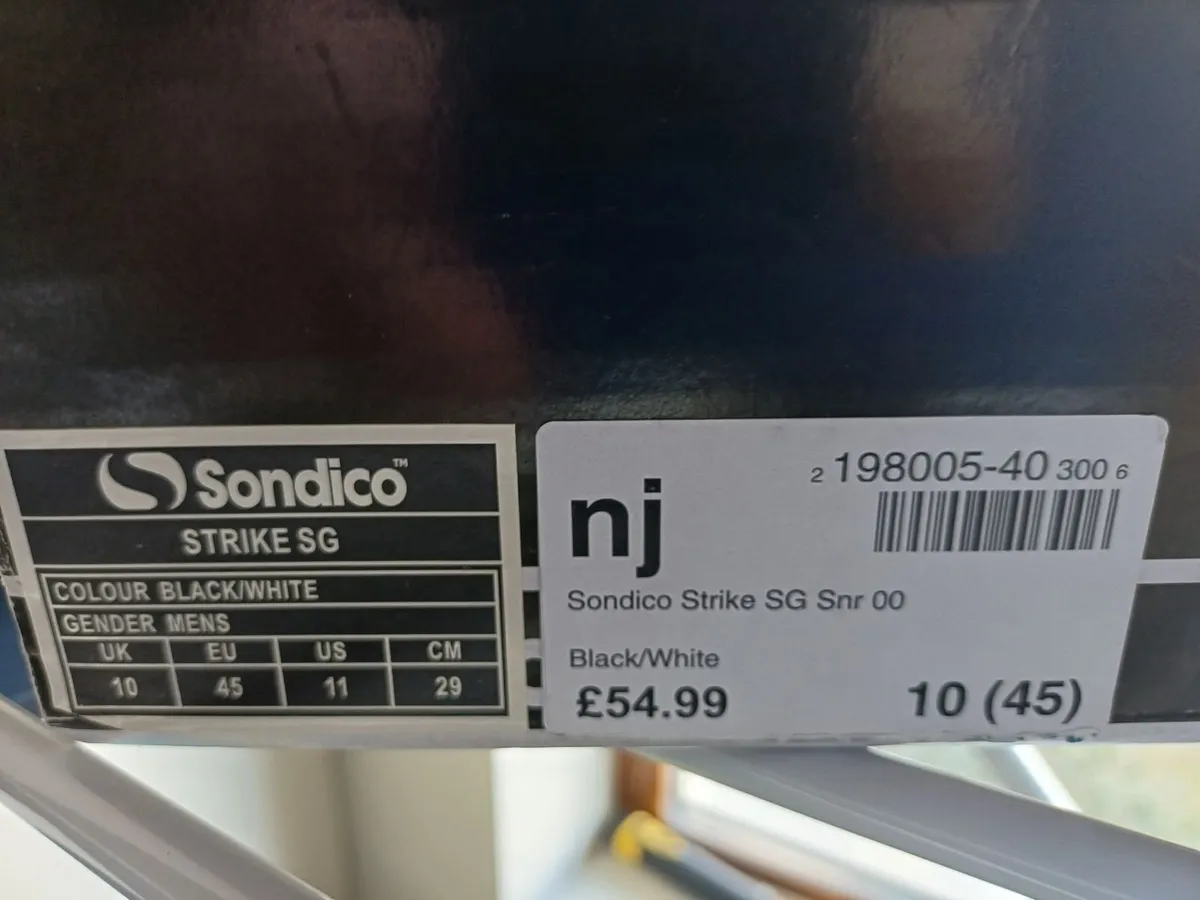 Sondico™
STRIKE SG
COLOUR BLACK/WHITE
GENDER MENS
UK EU US CM
10 45 11 29
2 198005-40 300 6
nj
Sondico Strike SG Snr 00
Black/White
£54.99 10 (45)